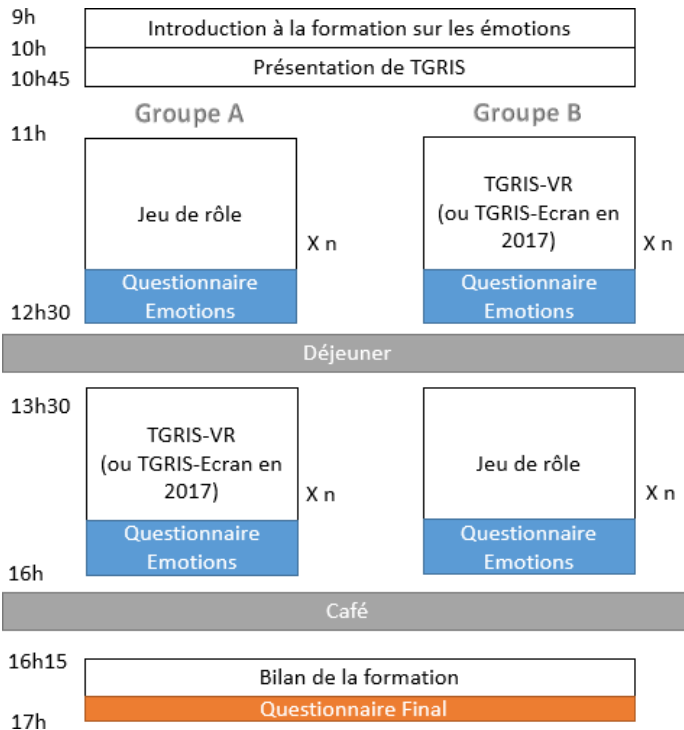 9h
Introduction à la formation sur les émotions
10h
Présentation de TGRIS
10h45
Groupe A
Groupe B
11h
Jeu de rôle
X n
TGRIS-VR
(ou TGRIS-Ecran en
2017)
X n
Questionnaire
Emotions
Questionnaire
Emotions
12h30
Déjeuner
13h30
TGRIS-VR
(ou TGRIS-Ecran en
2017)
X n
Jeu de rôle
X n
Questionnaire
Emotions
Questionnaire
Emotions
16h
Café
16h15
Bilan de la formation
Questionnaire Final
17h